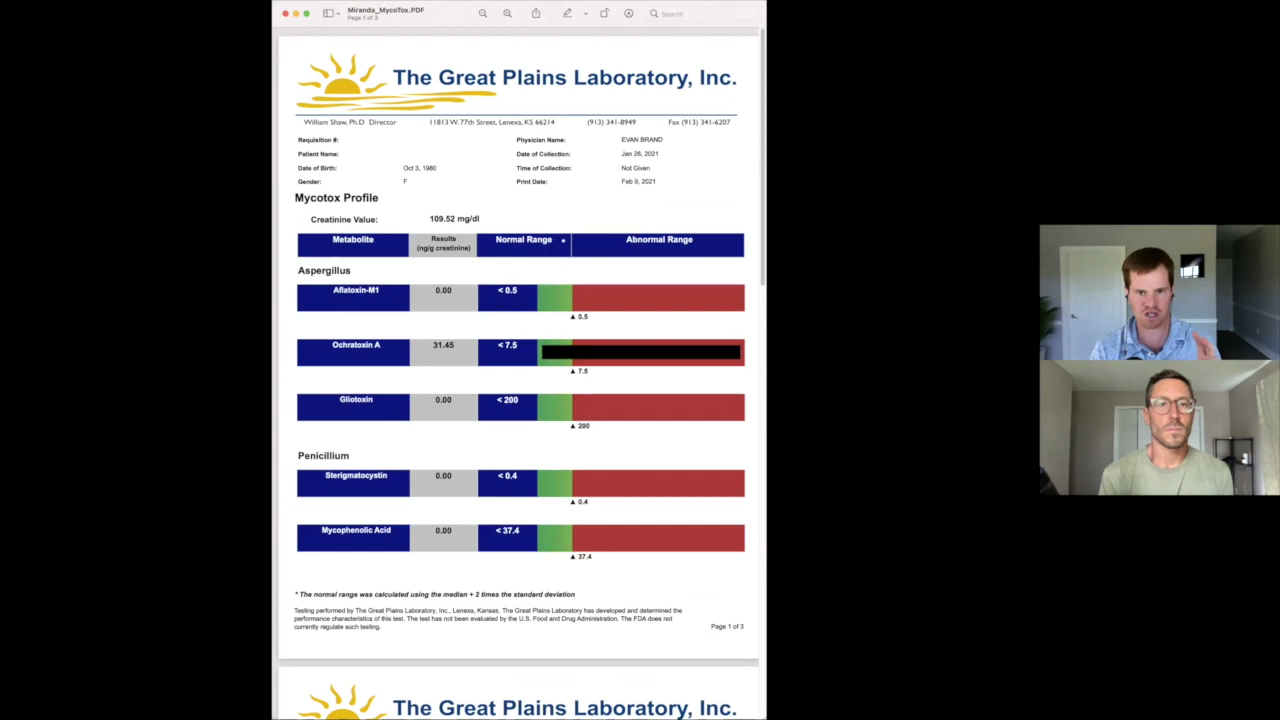 Miranda_MycoTox.PDF
Page 1 of 3
Search
The Great Plains Laboratory, Inc.
William Shaw, Ph.D Director 11813 W. 77th Street, Lenexa, KS 66214 (913) 341-8949 Fax (913) 341-6207
Requisition #: Physician Name: EVAN BRAND
Patient Name: Date of Collection: Jan 26, 2021
Date of Birth: Oct 3, 1980 Time of Collection: Not Given
Gender: F Print Date: Feb 9, 2021
Mycotox Profile
Creatinine Value: 109.52 mg/dl
Metabolite Results (ng/g creatinine) Normal Range * Abnormal Range
Aspergillus
Aflatoxin-M1 0.00 < 0.5
▲ 0.5
Ochratoxin A 31.45 < 7.5
▲ 7.5
Gliotoxin 0.00 < 200
▲ 200
Penicillium
Sterigmatocystin 0.00 < 0.4
▲ 0.4
Mycophenolic Acid 0.00 < 37.4
▲ 37.4
* The normal range was calculated using the median + 2 times the standard deviation
Testing performed by The Great Plains Laboratory, Inc., Lenexa, Kansas. The Great Plains Laboratory has developed and determined the
performance characteristics of this test. The test has not been evaluated by the U.S. Food and Drug Administration. The FDA does not
currently regulate such testing.
Page 1 of 3
The Great Plains Laboratory, Inc.